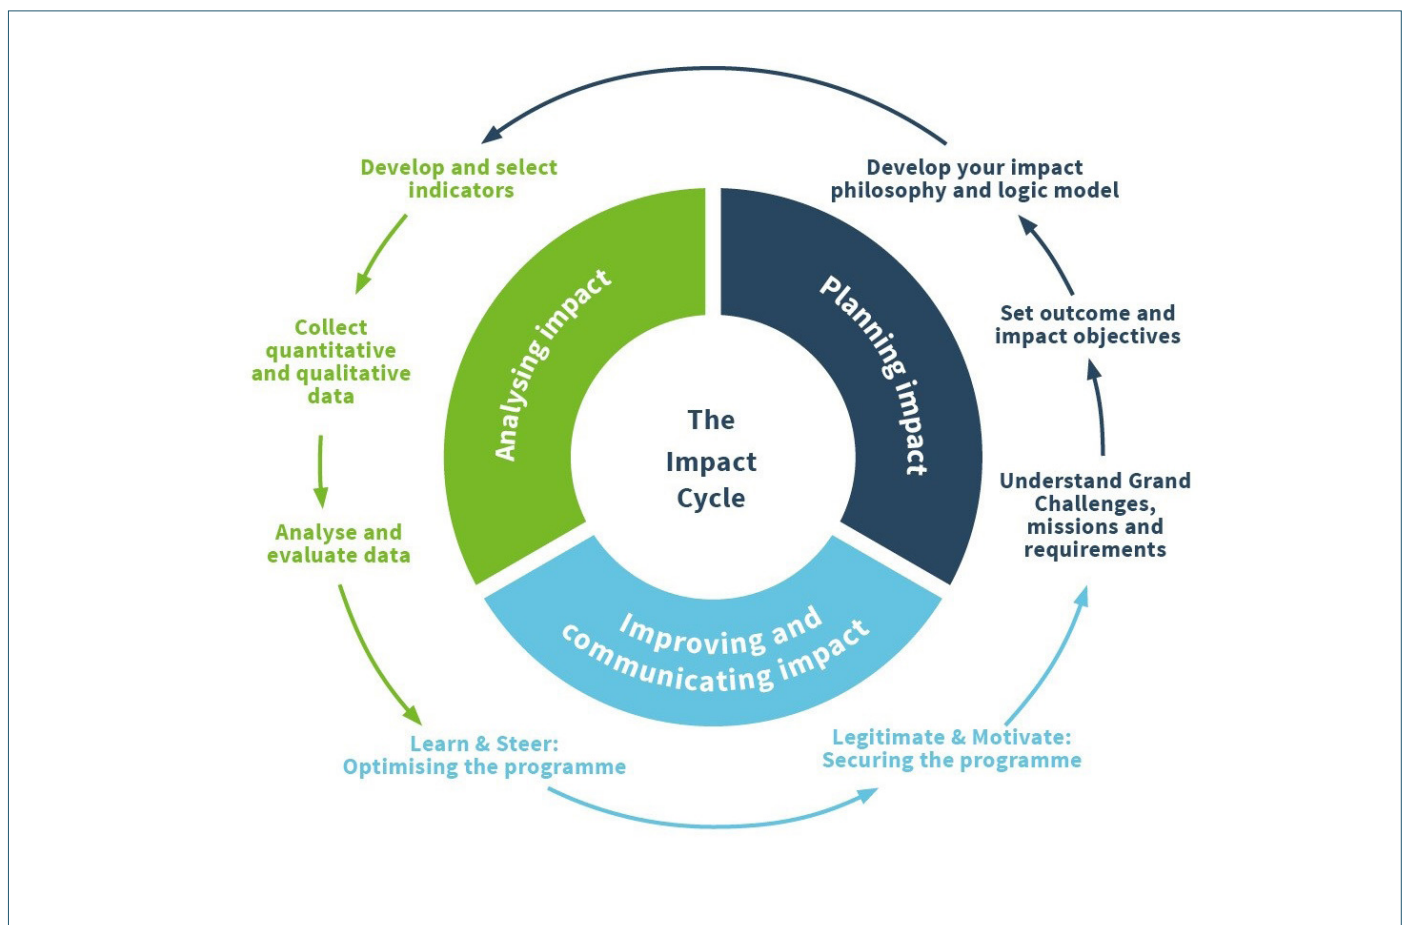 Develop and select
indicators
Develop your impact
philosophy and logic model
Analysing impact
Planning impact
Collect
quantitative
and qualitative
data
Set outcome and
impact objectives
The
Impact
Cycle
Understand Grand
Challenges,
missions and
requirements
Analyse and
evaluate data
Improving and
communicating impact
Learn & Steer:
Optimising the programme
Legitimate & Motivate:
Securing the programme